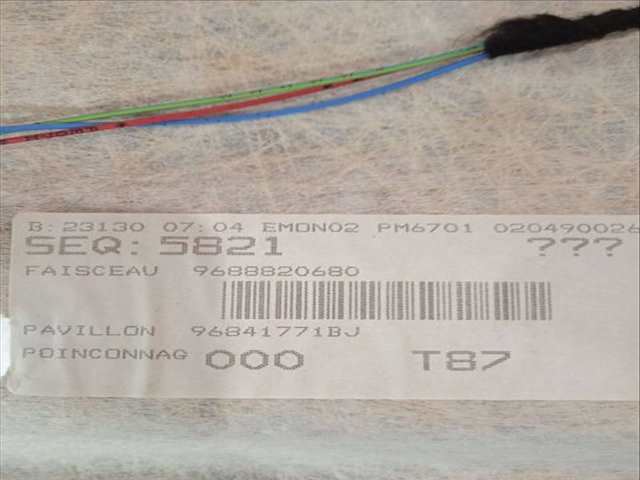 B: 23130 07:04 EMON02 PM6701 020490026
SEQ: 5821 ???
FAISCEAU 9688820680
PAVILLON 96841771BJ
POINCONNAG 000 T87